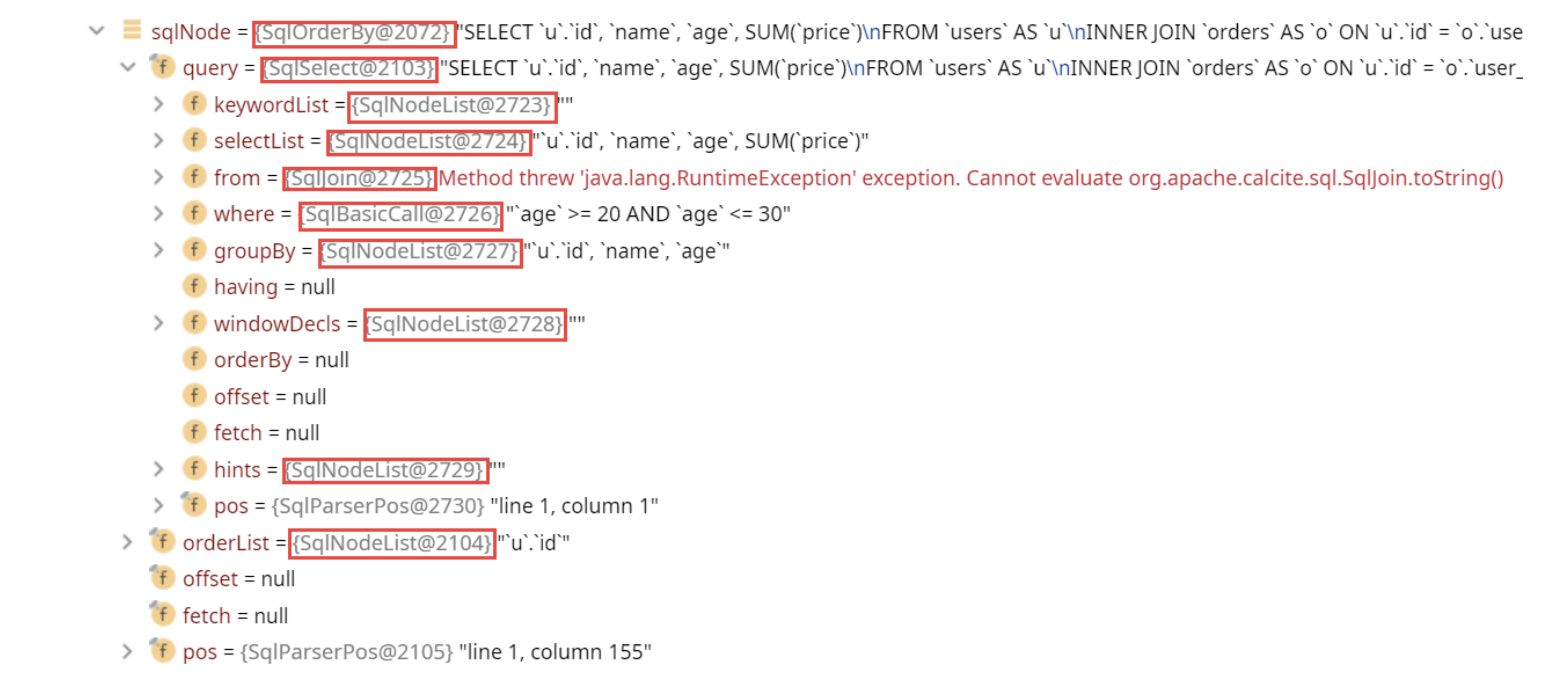 sqlNode = {SqlOrderBy@2072} "SELECT `u`.`id`, `name`, `age`, SUM(`price`)\nFROM `users` AS `u`\nINNER JOIN `orders` AS `o` ON `u`.`id` = `o`.`use
f query = {SqlSelect@2103} "SELECT `u`.`id`, `name`, `age`, SUM(`price`)\nFROM `users` AS `u`\nINNER JOIN `orders` AS `o` ON `u`.`id` = `o`.`user_
f keywordList = {SqlNodeList@2723} ""
f selectList = {SqlNodeList@2724} "`u`.`id`, `name`, `age`, SUM(`price`)"
f from = {SqlJoin@2725} Method threw 'java.lang.RuntimeException' exception. Cannot evaluate org.apache.calcite.sql.SqlJoin.toString()
f where = {SqlBasicCall@2726} "`age` >= 20 AND `age` <= 30"
f groupBy = {SqlNodeList@2727} "`u`.`id`, `name`, `age`"
f having = null
f windowDecls = {SqlNodeList@2728} ""
f orderBy = null
f offset = null
f fetch = null
f hints = {SqlNodeList@2729} ""
f pos = {SqlParserPos@2730} "line 1, column 1"
f orderList = {SqlNodeList@2104} "`u`.`id`"
f offset = null
f fetch = null
f pos = {SqlParserPos@2105} "line 1, column 155"